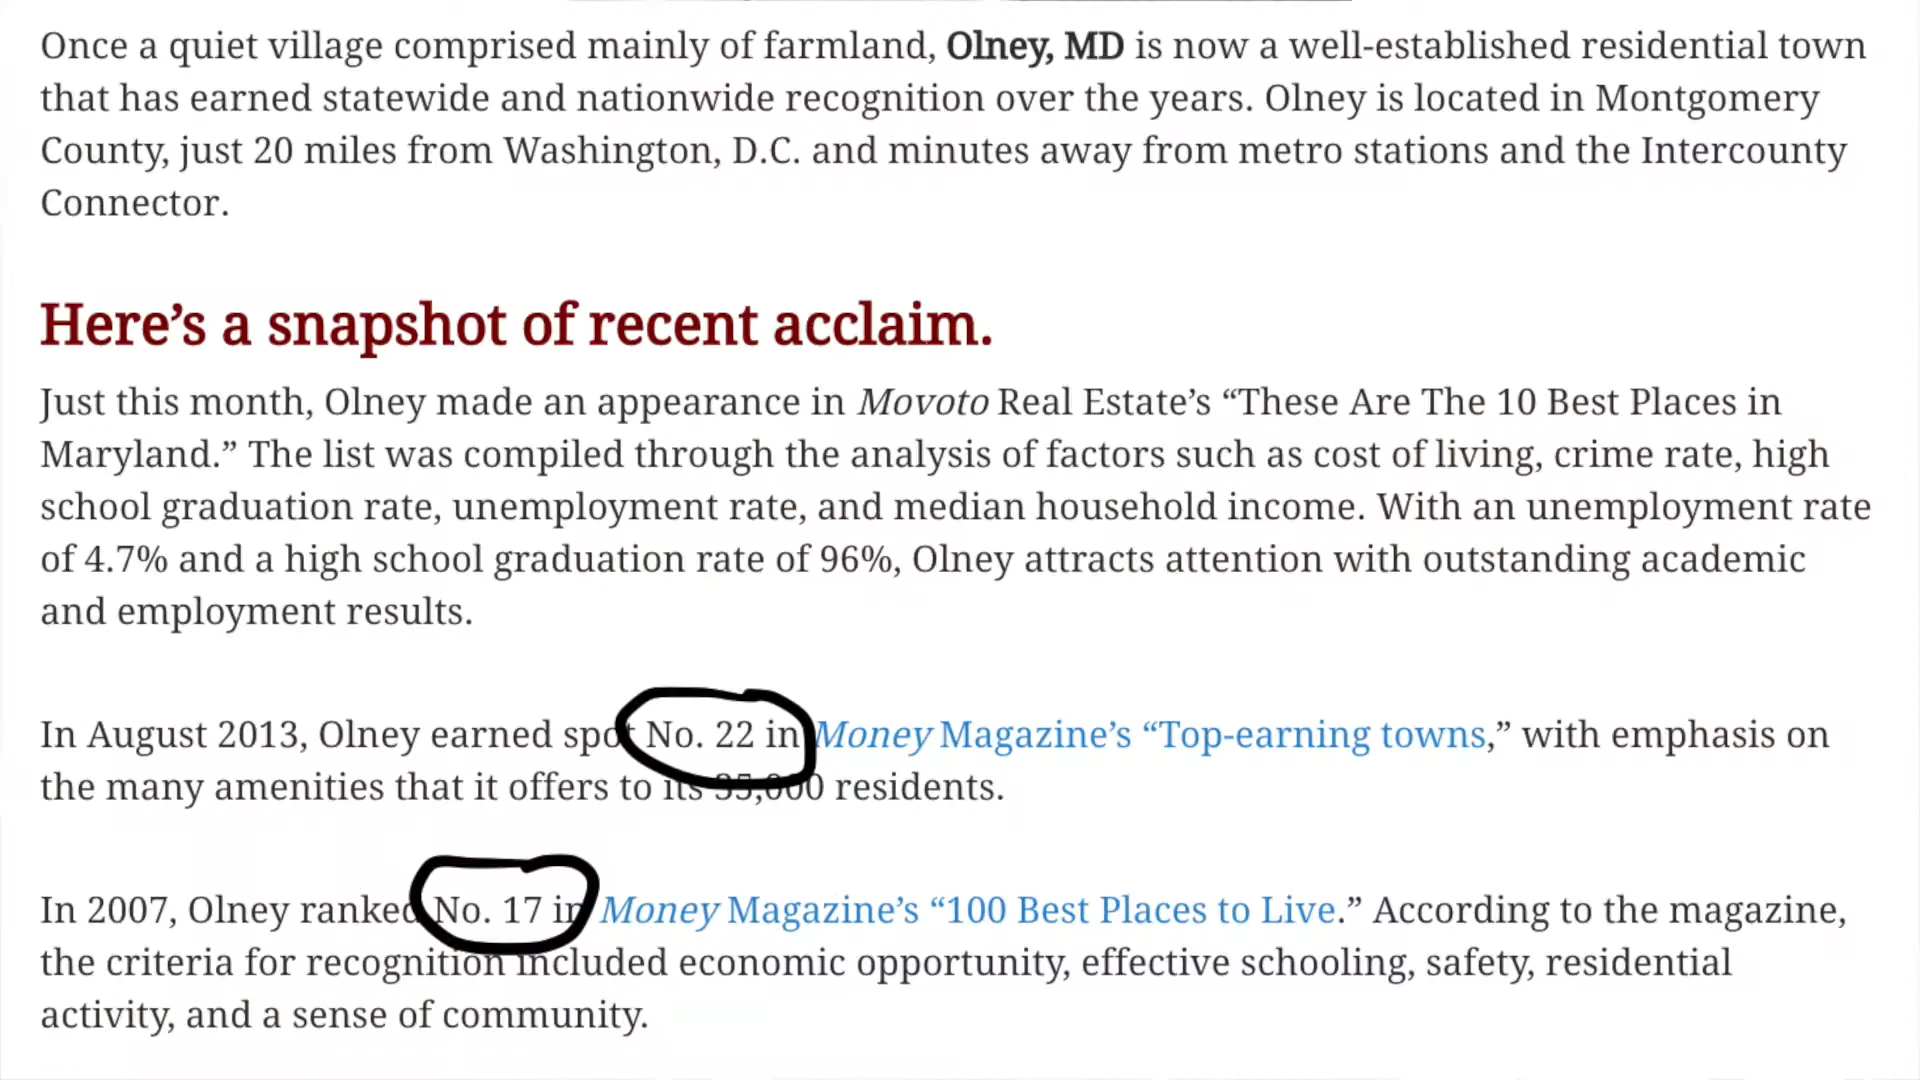 Once a quiet village comprised mainly of farmland, Olney, MD is now a well-established residential town
that has earned statewide and nationwide recognition over the years. Olney is located in Montgomery
County, just 20 miles from Washington, D.C. and minutes away from metro stations and the Intercounty
Connector.
Here’s a snapshot of recent acclaim.
Just this month, Olney made an appearance in Movoto Real Estate’s “These Are The 10 Best Places in
Maryland.” The list was compiled through the analysis of factors such as cost of living, crime rate, high
school graduation rate, unemployment rate, and median household income. With an unemployment rate
of 4.7% and a high school graduation rate of 96%, Olney attracts attention with outstanding academic
and employment results.
In August 2013, Olney earned spot No. 22 in Money Magazine’s “Top-earning towns,” with emphasis on
the many amenities that it offers to its 35,000 residents.
In 2007, Olney ranked No. 17 in Money Magazine’s “100 Best Places to Live.” According to the magazine,
the criteria for recognition included economic opportunity, effective schooling, safety, residential
activity, and a sense of community.